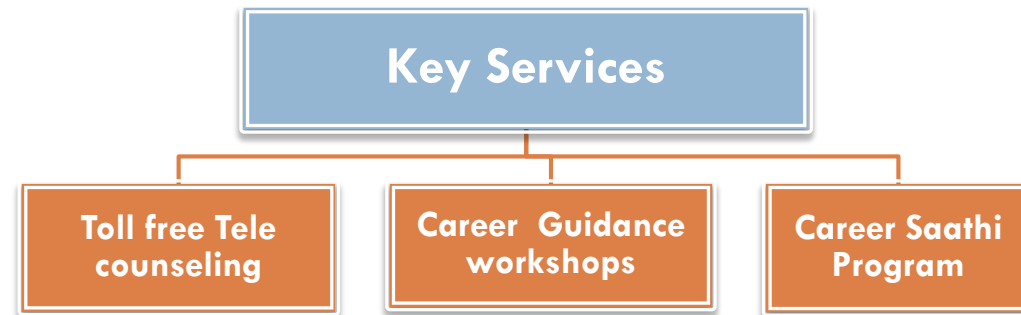 Key Services
Toll free Tele
counseling
Career Guidance
workshops
Career Saathi
Program